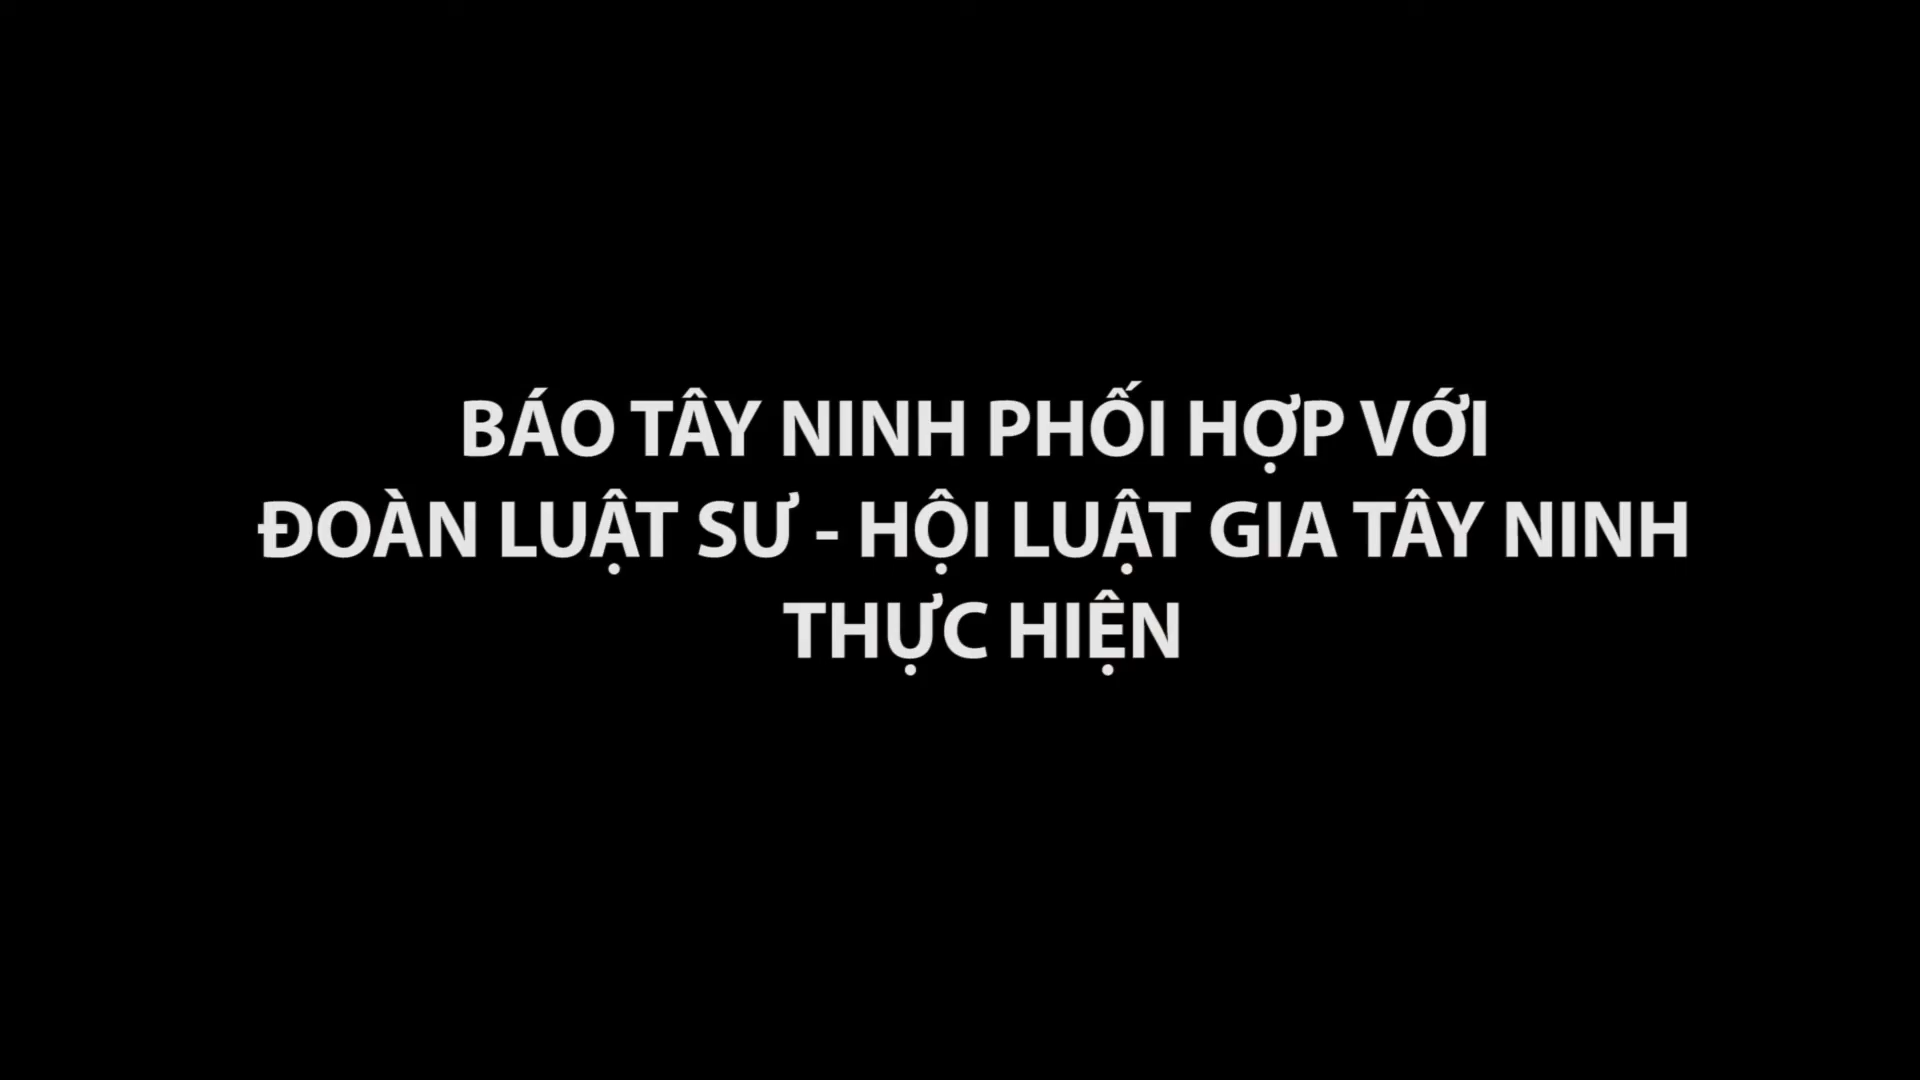 BÁO TÂY NINH PHỐI HỢP VỚI
ĐOÀN LUẬT SƯ - HỘI LUẬT GIA TÂY NINH
THỰC HIỆN